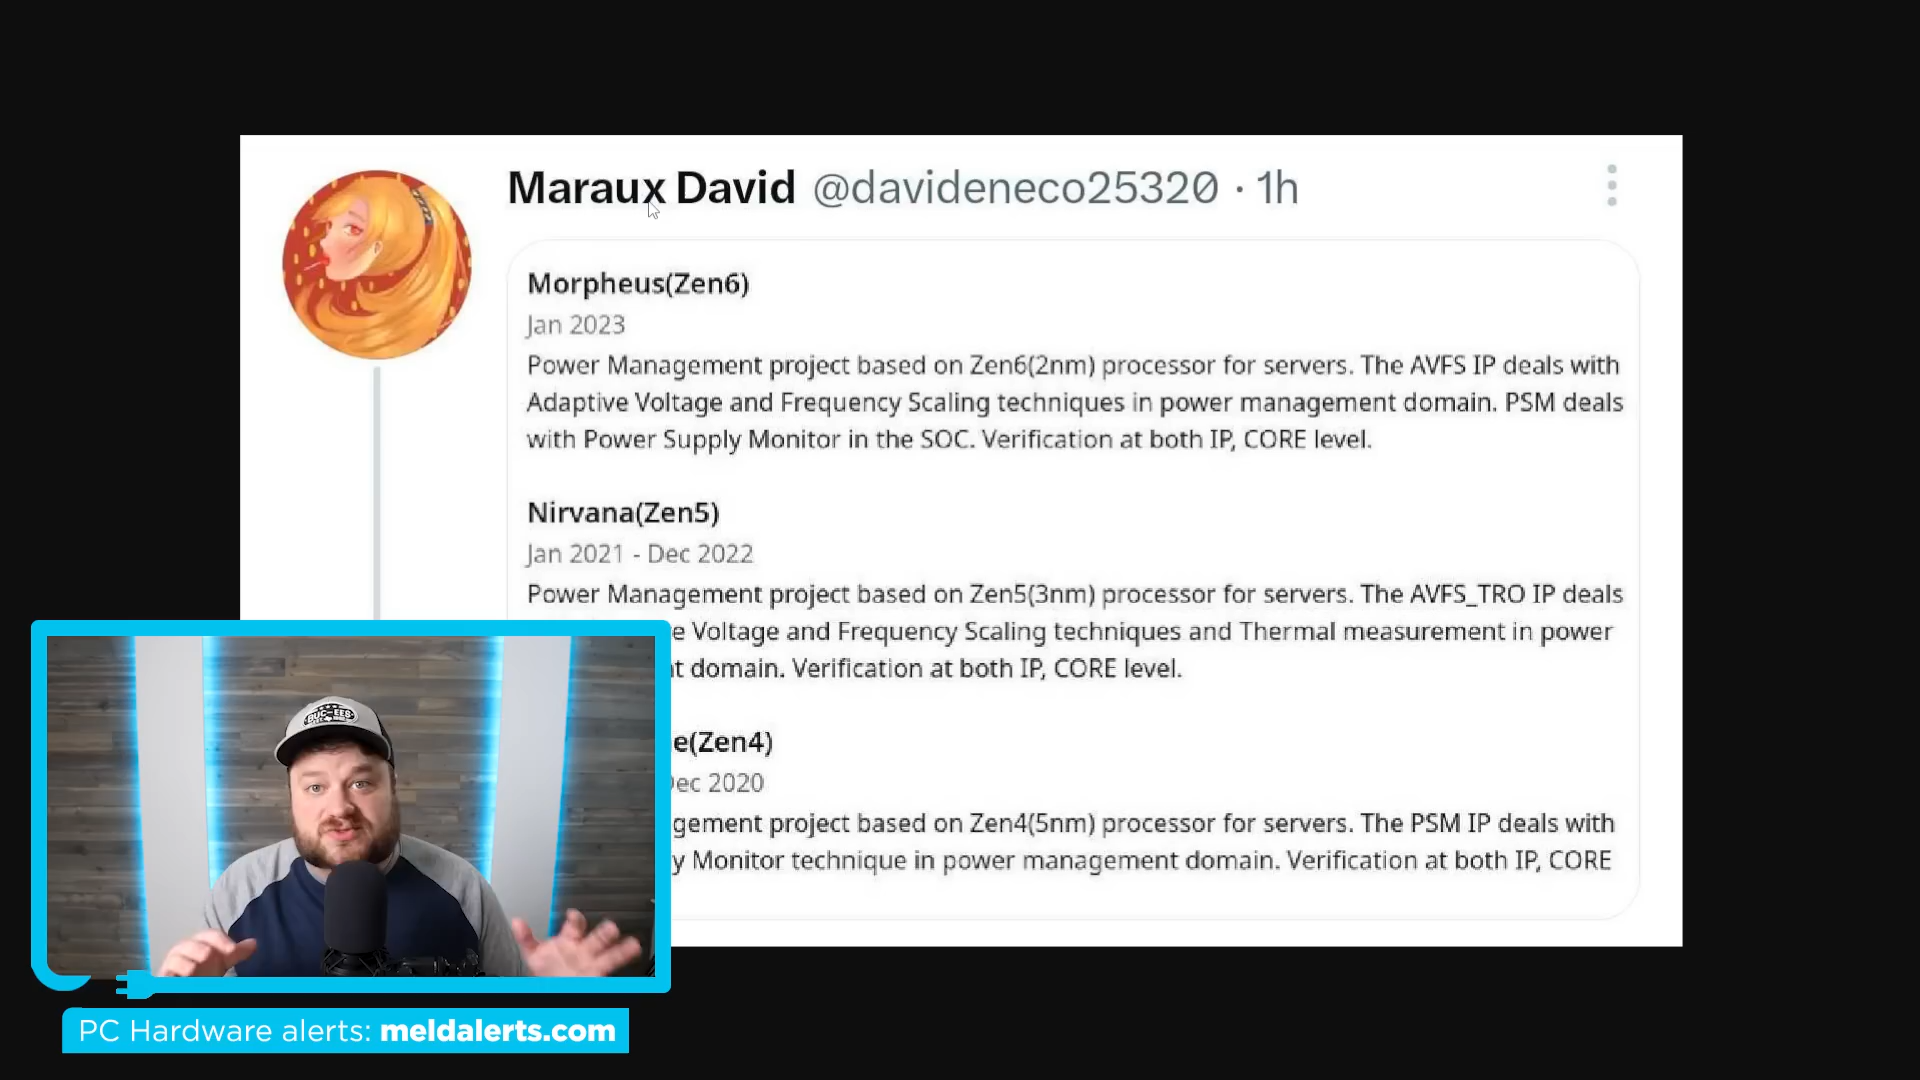 Maraux David @davideneco25320 · 1h
Morpheus(Zen6)
Jan 2023
Power Management project based on Zen6(2nm) processor for servers. The AVFS IP deals with
Adaptive Voltage and Frequency Scaling techniques in power management domain. PSM deals
with Power Supply Monitor in the SOC. Verification at both IP, CORE level.
Nirvana(Zen5)
Jan 2021 - Dec 2022
Power Management project based on Zen5(3nm) processor for servers. The AVFS_TRO IP deals
e Voltage and Frequency Scaling techniques and Thermal measurement in power
t domain. Verification at both IP, CORE level.
e(Zen4)
Dec 2020
gement project based on Zen4(5nm) processor for servers. The PSM IP deals with
y Monitor technique in power management domain. Verification at both IP, CORE
BUC-EE'S
PC Hardware alerts: meldalerts.com